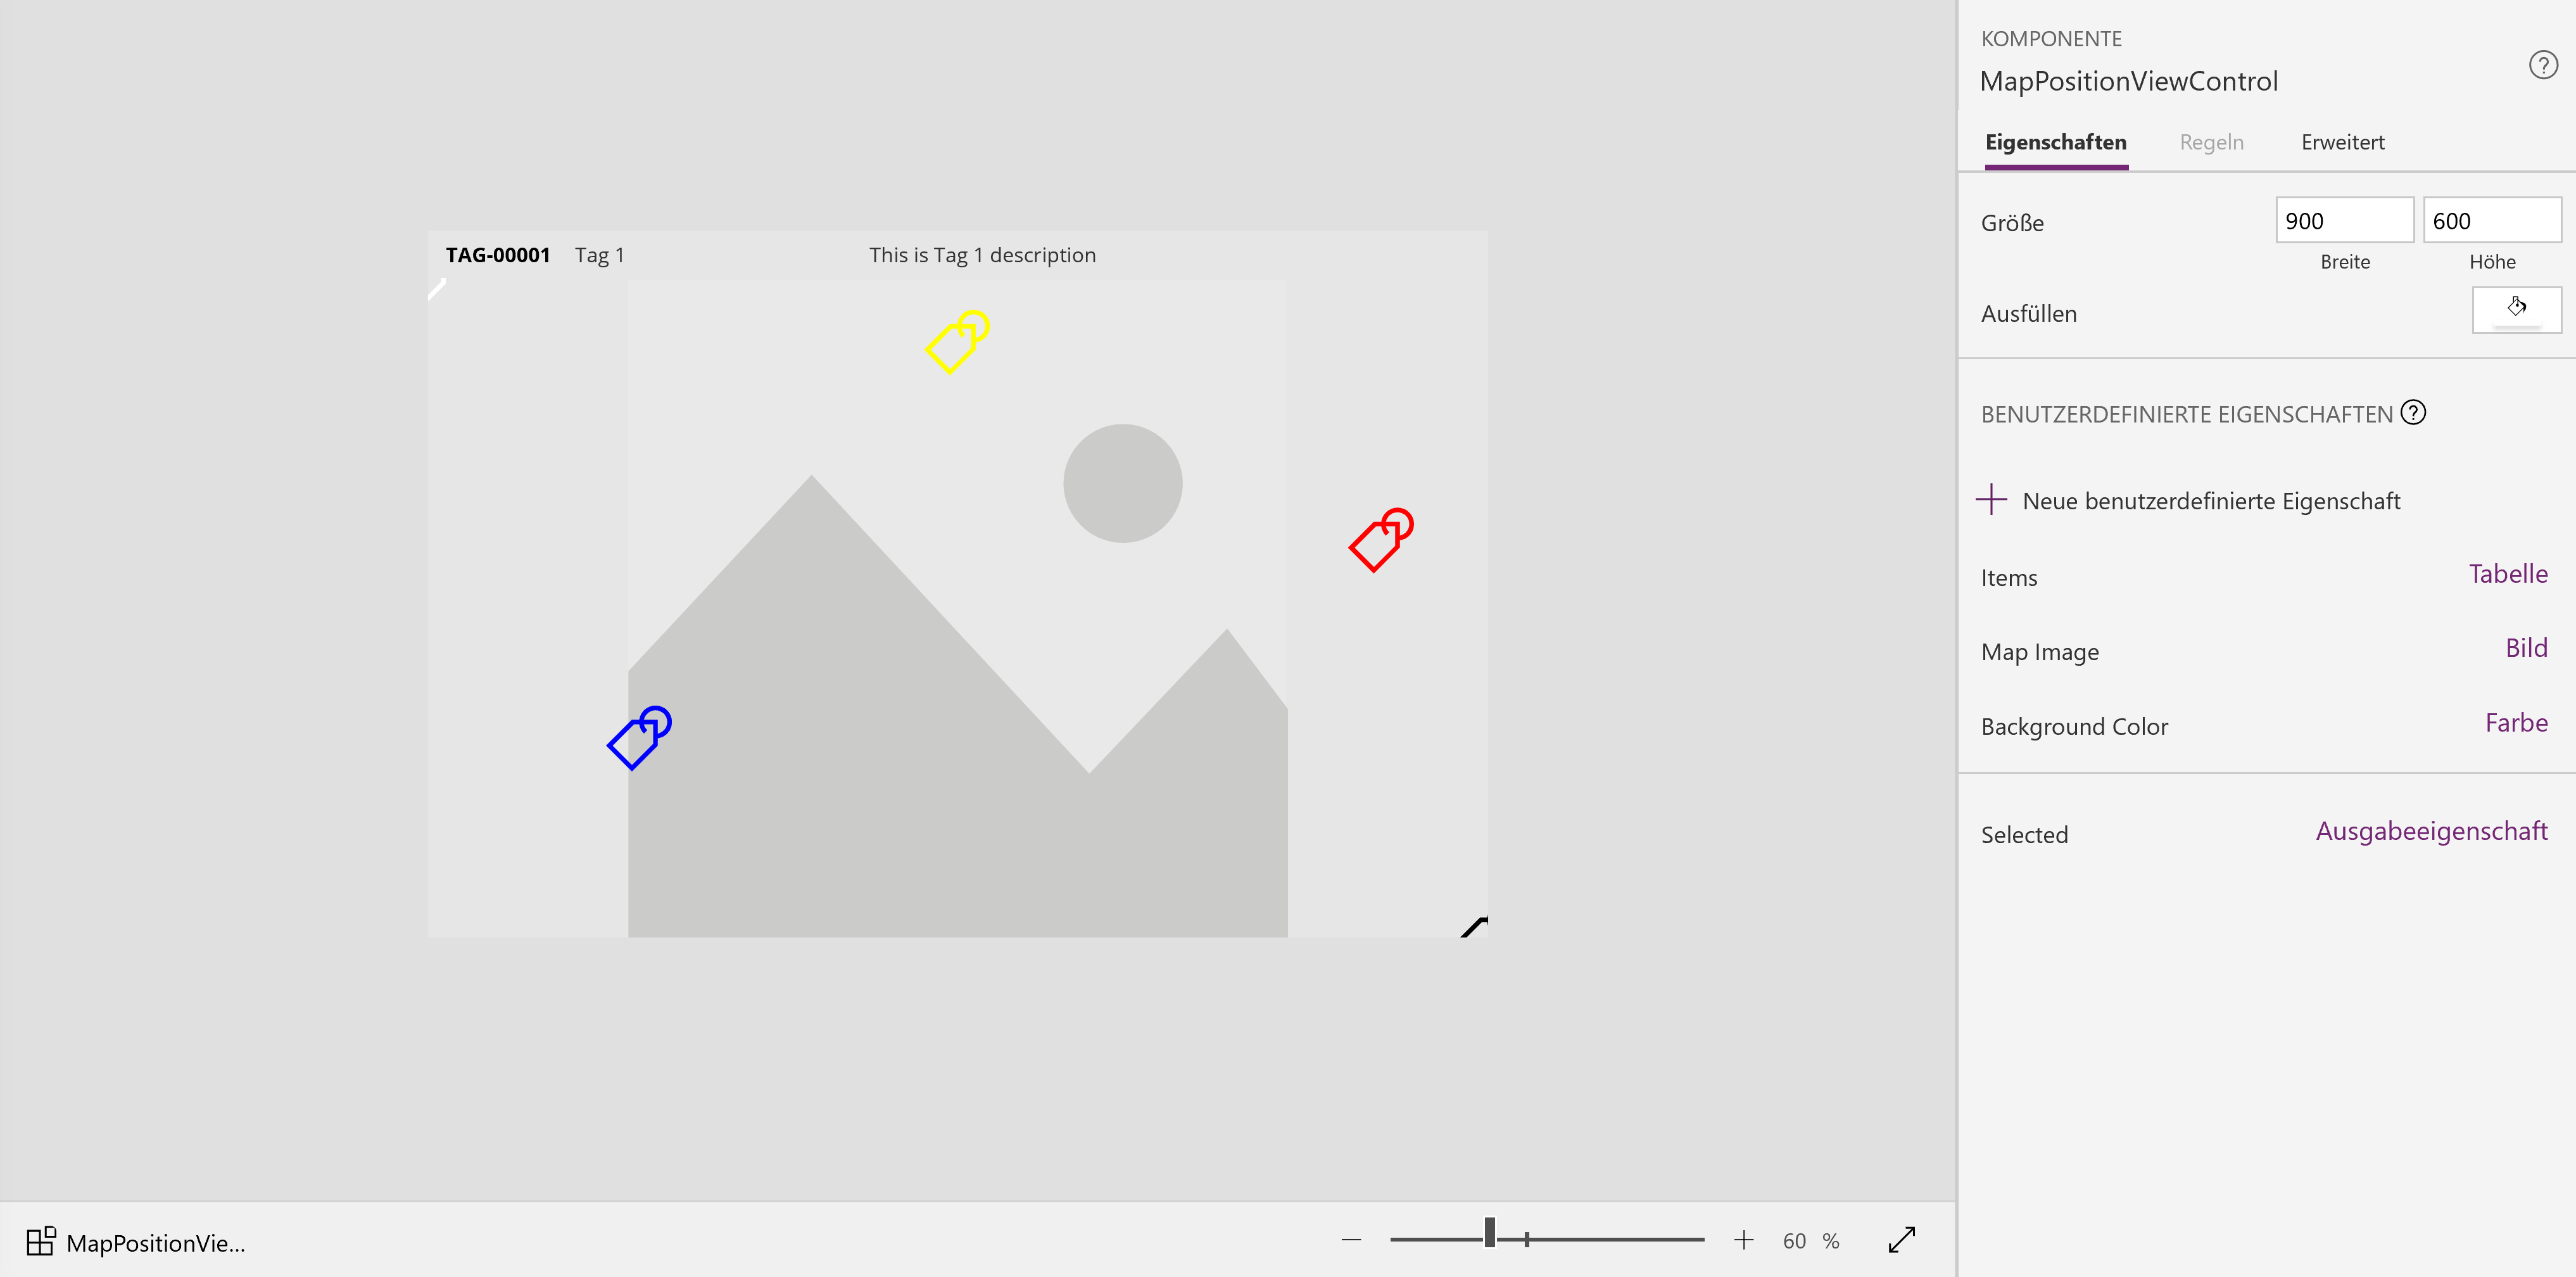 TAG-00001 Tag 1 This is Tag 1 description
MapPositionVie...
60 %
KOMPONENTE
MapPositionViewControl
Eigenschaften Regeln Erweitert
Größe 900 600
Breite Höhe
Ausfüllen
BENUTZERDEFINIERTE EIGENSCHAFTEN
Neue benutzerdefinierte Eigenschaft
Items Tabelle
Map Image Bild
Background Color Farbe
Selected Ausgabeeigenschaft